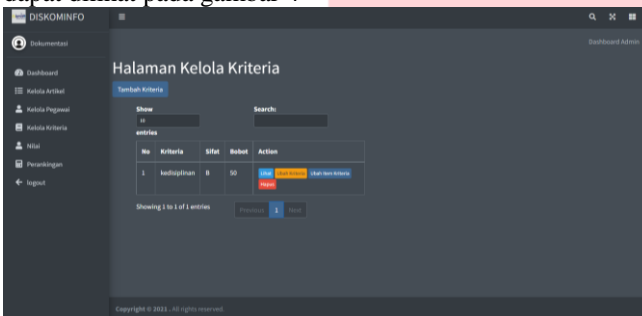 dapat dilihat pada gambar 4
DISKOMINFO
Dokumentasi
Dashboard Admin
Dashboard
Kelola Artikel
Kelola Pegawai
Kelola Kriteria
Nilai
Perankingan
logout
Halaman Kelola Kriteria
Tambah Kriteria
Show
10
entries
Search:
No Kriteria Sifat Bobot Action
1 kedisiplinan B 50 Lihat Ubah Kriteria Ubah Item Kriteria
Hapus
Showing 1 to 1 of 1 entries
Previous 1 Next
Copyright © 2021 . All rights reserved.